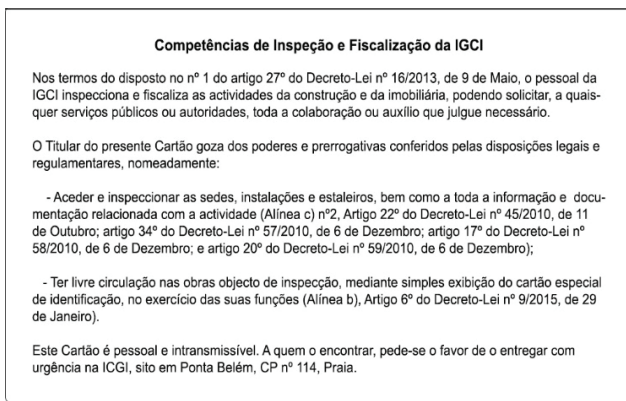 Competências de Inspeção e Fiscalização da IGCI
Nos termos do disposto no nº 1 do artigo 27º do Decreto-Lei nº 16/2013, de 9 de Maio, o pessoal da
IGCI inspecciona e fiscaliza as actividades da construção e da imobiliária, podendo solicitar, a quais-
quer serviços públicos ou autoridades, toda a colaboração ou auxílio que julgue necessário.
O Titular do presente Cartão goza dos poderes e prerrogativas conferidos pelas disposições legais e
regulamentares, nomeadamente:
- Aceder e inspeccionar as sedes, instalações e estaleiros, bem como a toda a informação e docu-
mentação relacionada com a actividade (Alínea c) nº2, Artigo 22º do Decreto-Lei nº 45/2010, de 11
de Outubro; artigo 34º do Decreto-Lei nº 57/2010, de 6 de Dezembro; artigo 17º do Decreto-Lei nº
58/2010, de 6 de Dezembro; e artigo 20º do Decreto-Lei nº 59/2010, de 6 de Dezembro);
- Ter livre circulação nas obras objecto de inspecção, mediante simples exibição do cartão especial
de identificação, no exercício das suas funções (Alínea b), Artigo 6º do Decreto-Lei nº 9/2015, de 29
de Janeiro).
Este Cartão é pessoal e intransmissível. A quem o encontrar, pede-se o favor de o entregar com
urgência na ICGI, sito em Ponta Belém, CP nº 114, Praia.